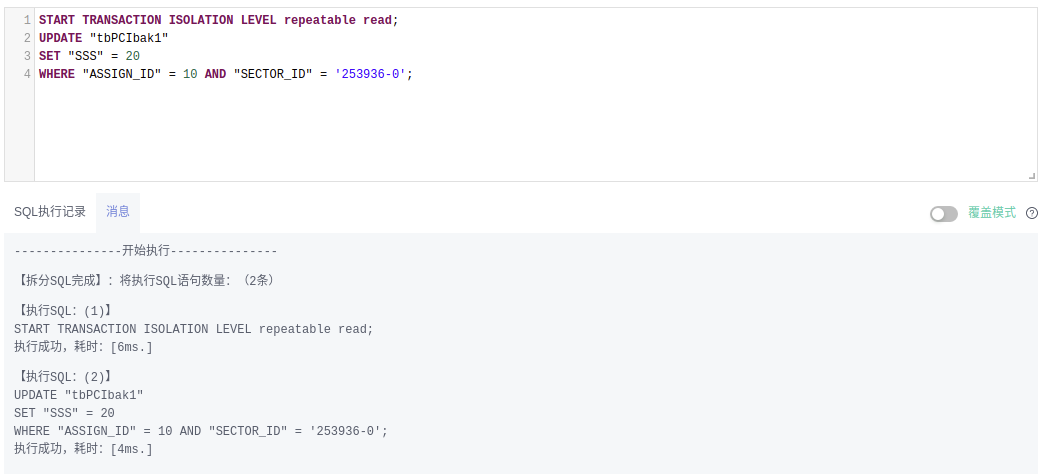 1 START TRANSACTION ISOLATION LEVEL repeatable read;
2 UPDATE "tbPCIbak1"
3 SET "SSS" = 20
4 WHERE "ASSIGN_ID" = 10 AND "SECTOR_ID" = '253936-0';
SQL执行记录 消息 覆盖模式 ?
---------------开始执行---------------
【拆分SQL完成】：将执行SQL语句数量：（2条）
【执行SQL：(1)】
START TRANSACTION ISOLATION LEVEL repeatable read;
执行成功，耗时：[6ms.]
【执行SQL：(2)】
UPDATE "tbPCIbak1"
SET "SSS" = 20
WHERE "ASSIGN_ID" = 10 AND "SECTOR_ID" = '253936-0';
执行成功，耗时：[4ms.]